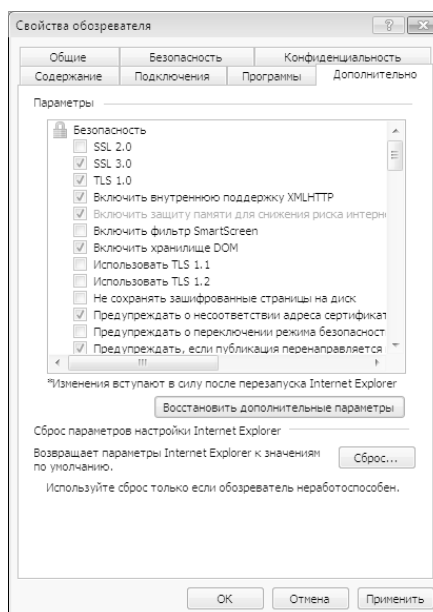 Свойства обозревателя
Общие Безопасность Конфиденциальность
Содержание Подключения Программы Дополнительно
Параметры
Безопасность
SSL 2.0
SSL 3.0
TLS 1.0
Включить внутреннюю поддержку XMLHTTP
Включить защиту памяти для снижения риска интерн
Включить фильтр SmartScreen
Включить хранилище DOM
Использовать TLS 1.1
Использовать TLS 1.2
Не сохранять зашифрованные страницы на диск
Предупреждать о несоответствии адреса сертификат
Предупреждать о переключении режима безопасност
Предупреждать, если публикация перенаправляется
*Изменения вступают в силу после перезапуска Internet Explorer
Восстановить дополнительные параметры
Сброс параметров настройки Internet Explorer
Возвращает параметры Internet Explorer к значениям
по умолчанию.
Сброс...
Используйте сброс только если обозреватель неработоспособен.
ОК Отмена Применить